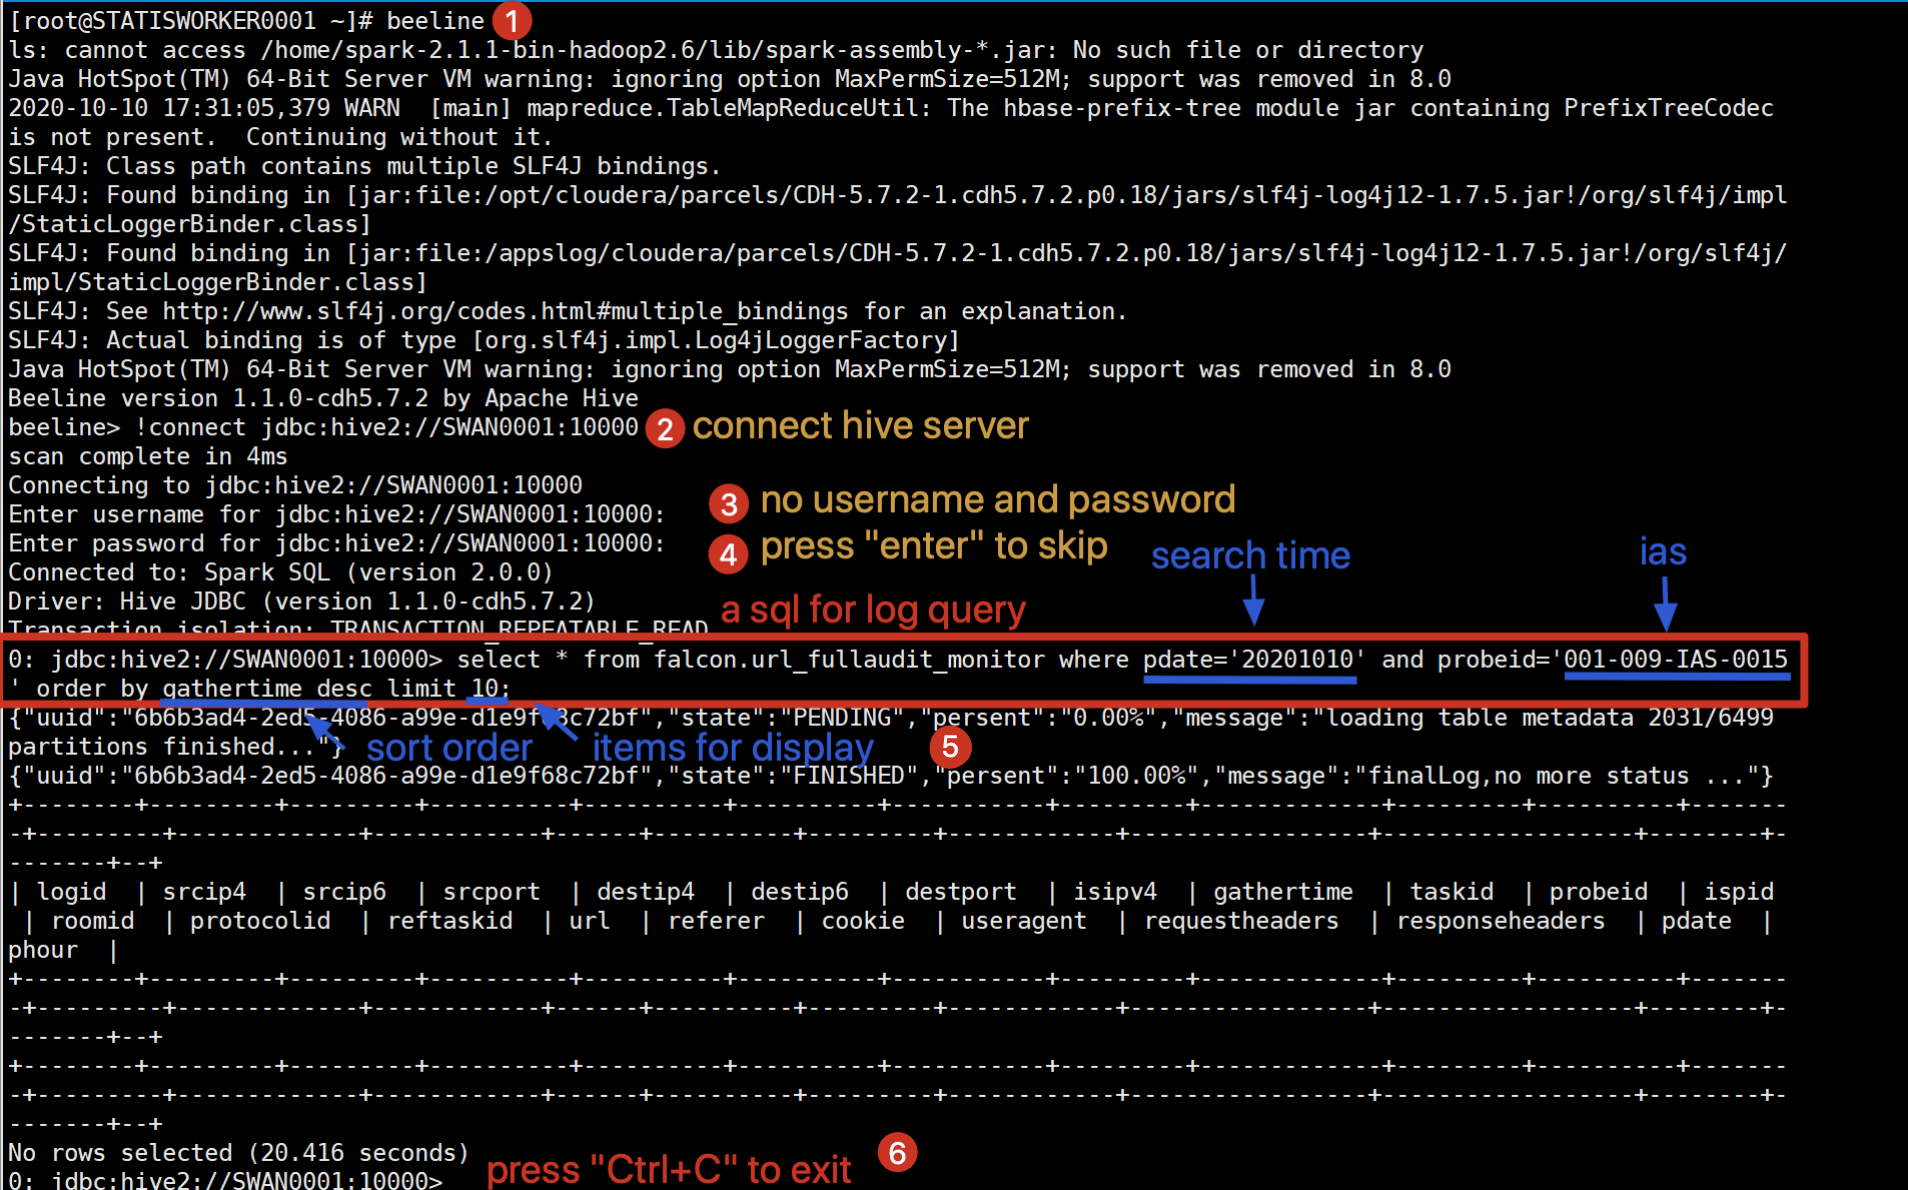 [root@STATISWORKER0001 ~]# beeline 1
ls: cannot access /home/spark-2.1.1-bin-hadoop2.6/lib/spark-assembly-*.jar: No such file or directory
Java HotSpot(TM) 64-Bit Server VM warning: ignoring option MaxPermSize=512M; support was removed in 8.0
2020-10-10 17:31:05,379 WARN  [main] mapreduce.TableMapReduceUtil: The hbase-prefix-tree module jar containing PrefixTreeCodec
is not present.  Continuing without it.
SLF4J: Class path contains multiple SLF4J bindings.
SLF4J: Found binding in [jar:file:/opt/cloudera/parcels/CDH-5.7.2-1.cdh5.7.2.p0.18/jars/slf4j-log4j12-1.7.5.jar!/org/slf4j/impl
/StaticLoggerBinder.class]
SLF4J: Found binding in [jar:file:/appslog/cloudera/parcels/CDH-5.7.2-1.cdh5.7.2.p0.18/jars/slf4j-log4j12-1.7.5.jar!/org/slf4j/
impl/StaticLoggerBinder.class]
SLF4J: See http://www.slf4j.org/codes.html#multiple_bindings for an explanation.
SLF4J: Actual binding is of type [org.slf4j.impl.Log4jLoggerFactory]
Java HotSpot(TM) 64-Bit Server VM warning: ignoring option MaxPermSize=512M; support was removed in 8.0
Beeline version 1.1.0-cdh5.7.2 by Apache Hive
beeline> !connect jdbc:hive2://SWAN0001:10000 2 connect hive server
scan complete in 4ms
Connecting to jdbc:hive2://SWAN0001:10000
3 no username and password
Enter username for jdbc:hive2://SWAN0001:10000:
Enter password for jdbc:hive2://SWAN0001:10000:
4 press "enter" to skip
search time
ias
Connected to: Spark SQL (version 2.0.0)
Driver: Hive JDBC (version 1.1.0-cdh5.7.2)
a sql for log query
Transaction isolation: TRANSACTION_REPEATABLE_READ
0: jdbc:hive2://SWAN0001:10000> select * from falcon.url_fullaudit_monitor where pdate='20201010' and probeid='001-009-IAS-0015
' order by gathertime desc limit 10;
{"uuid":"6b6b3ad4-2ed5-4086-a99e-d1e9f68c72bf","state":"PENDING","persent":"0.00%","message":"loading table metadata 2031/6499
partitions finished..."}
sort order
items for display
5
{"uuid":"6b6b3ad4-2ed5-4086-a99e-d1e9f68c72bf","state":"FINISHED","persent":"100.00%","message":"finalLog,no more status ..."}
+--------+---------+---------+----------+----------+----------+-----------+---------+-------------+---------+----------+-------
-+---------+-------------+------------+------+----------+---------+------------+-----------------+------------------+--------+-
-------+--+
| logid  | srcip4  | srcip6  | srcport  | destip4  | destip6  | destport  | isipv4  | gathertime  | taskid  | probeid  | ispid
 | roomid  | protocolid  | reftaskid  | url  | referer  | cookie  | useragent  | requestheaders  | responseheaders  | pdate  |
phour  |
+--------+---------+---------+----------+----------+----------+-----------+---------+-------------+---------+----------+-------
-+---------+-------------+------------+------+----------+---------+------------+-----------------+------------------+--------+-
-------+--+
+--------+---------+---------+----------+----------+----------+-----------+---------+-------------+---------+----------+-------
-+---------+-------------+------------+------+----------+---------+------------+-----------------+------------------+--------+-
-------+--+
No rows selected (20.416 seconds)
press "Ctrl+C" to exit 6
0: jdbc:hive2://SWAN0001:10000>